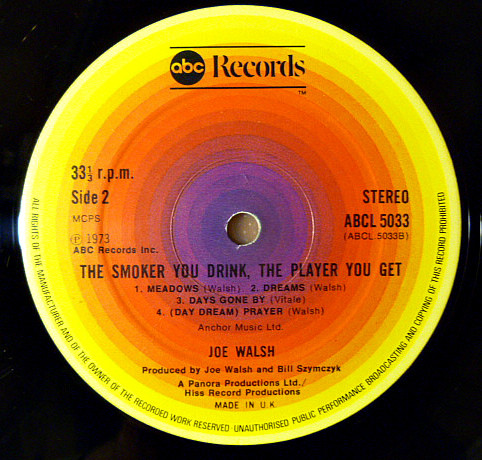 abc Records
TM
33 1/3 r.p.m.
Side 2
MCPS
℗ 1973
ABC Records Inc.
STEREO
ABCL 5033
(ABCL 5033B)
THE SMOKER YOU DRINK, THE PLAYER YOU GET
1. MEADOWS (Walsh) 2. DREAMS (Walsh)
3. DAYS GONE BY (Vitale)
4. (DAY DREAM) PRAYER (Walsh)
Anchor Music Ltd.
JOE WALSH
Produced by Joe Walsh and Bill Szymczyk
A Panora Productions Ltd./
Hiss Record Productions
MADE IN U.K.
ALL RIGHTS OF THE MANUFACTURER AND OF THE OWNER OF THE RECORDED WORK RESERVED · UNAUTHORISED PUBLIC PERFORMANCE BROADCASTING AND COPYING OF THIS RECORD PROHIBITED